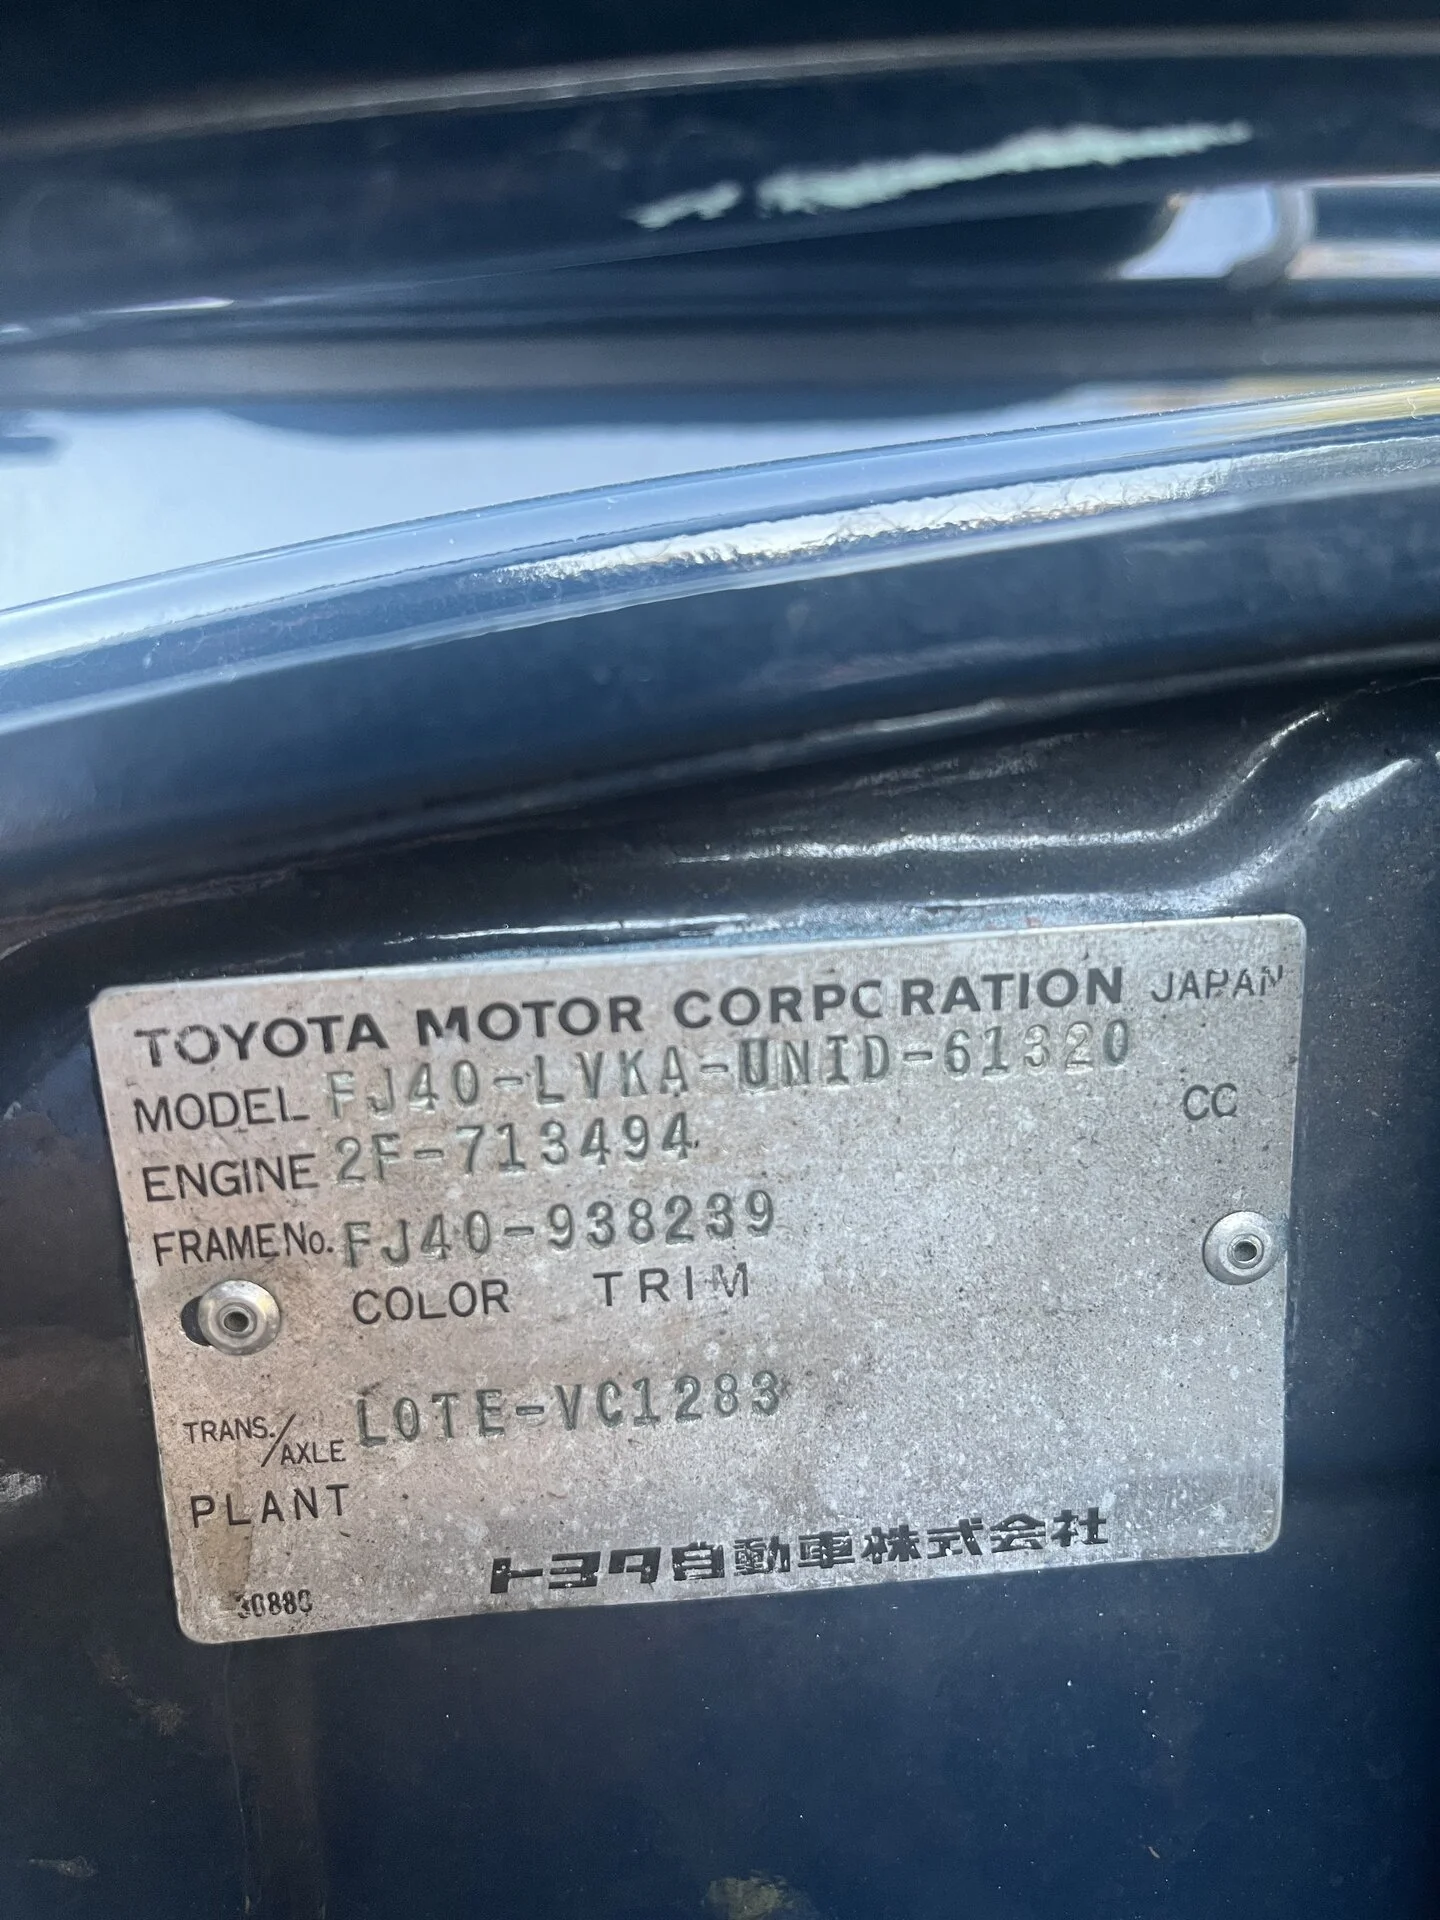 TOYOTA MOTOR CORPORATION JAPAN
MODEL FJ40-LVKA-UNID-61320
ENGINE 2F-713494 CC
FRAME No. FJ40-938239
COLOR TRIM
TRANS./AXLE LOTE-VC1283
PLANT
トヨタ自動車株式会社
30880